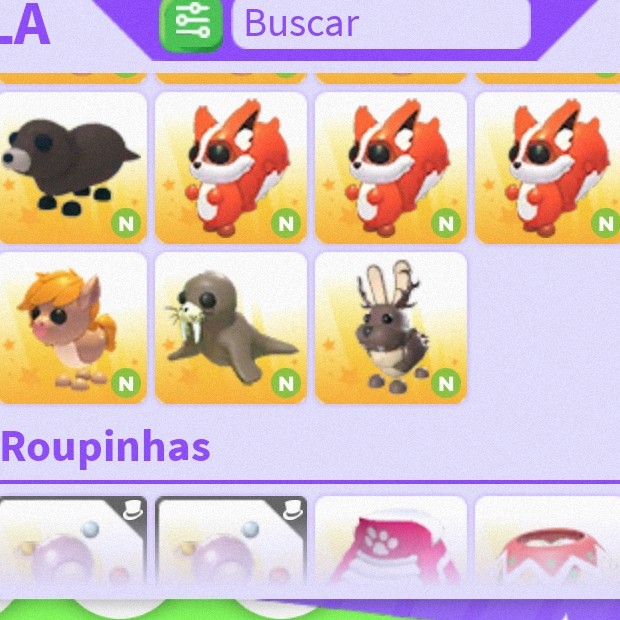 LA
Buscar
N N N N
N N N
Roupinhas